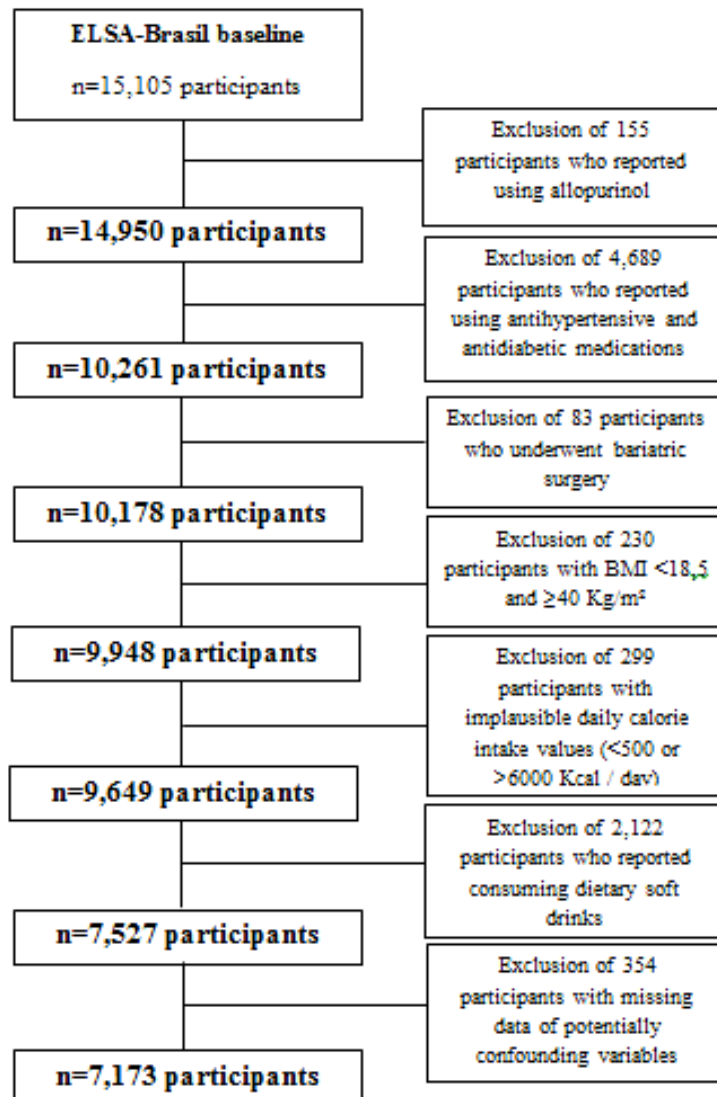 ELSA-Brasil baseline
n=15,105 participants
Exclusion of 155
participants who reported
using allopurinol
n=14,950 participants
Exclusion of 4,689
participants who reported
using antihypertensive and
antidiabetic medications
n=10,261 participants
Exclusion of 83 participants
who underwent bariatric
surgery
n=10,178 participants
Exclusion of 230
participants with BMI <18,5
and ≥40 Kg/m²
n=9,948 participants
Exclusion of 299
participants with
implausible daily calorie
intake values (<500 or
>6000 Kcal / day)
n=9,649 participants
Exclusion of 2,122
participants who reported
consuming dietary soft
drinks
n=7,527 participants
Exclusion of 354
participants with missing
data of potentially
confounding variables
n=7,173 participants